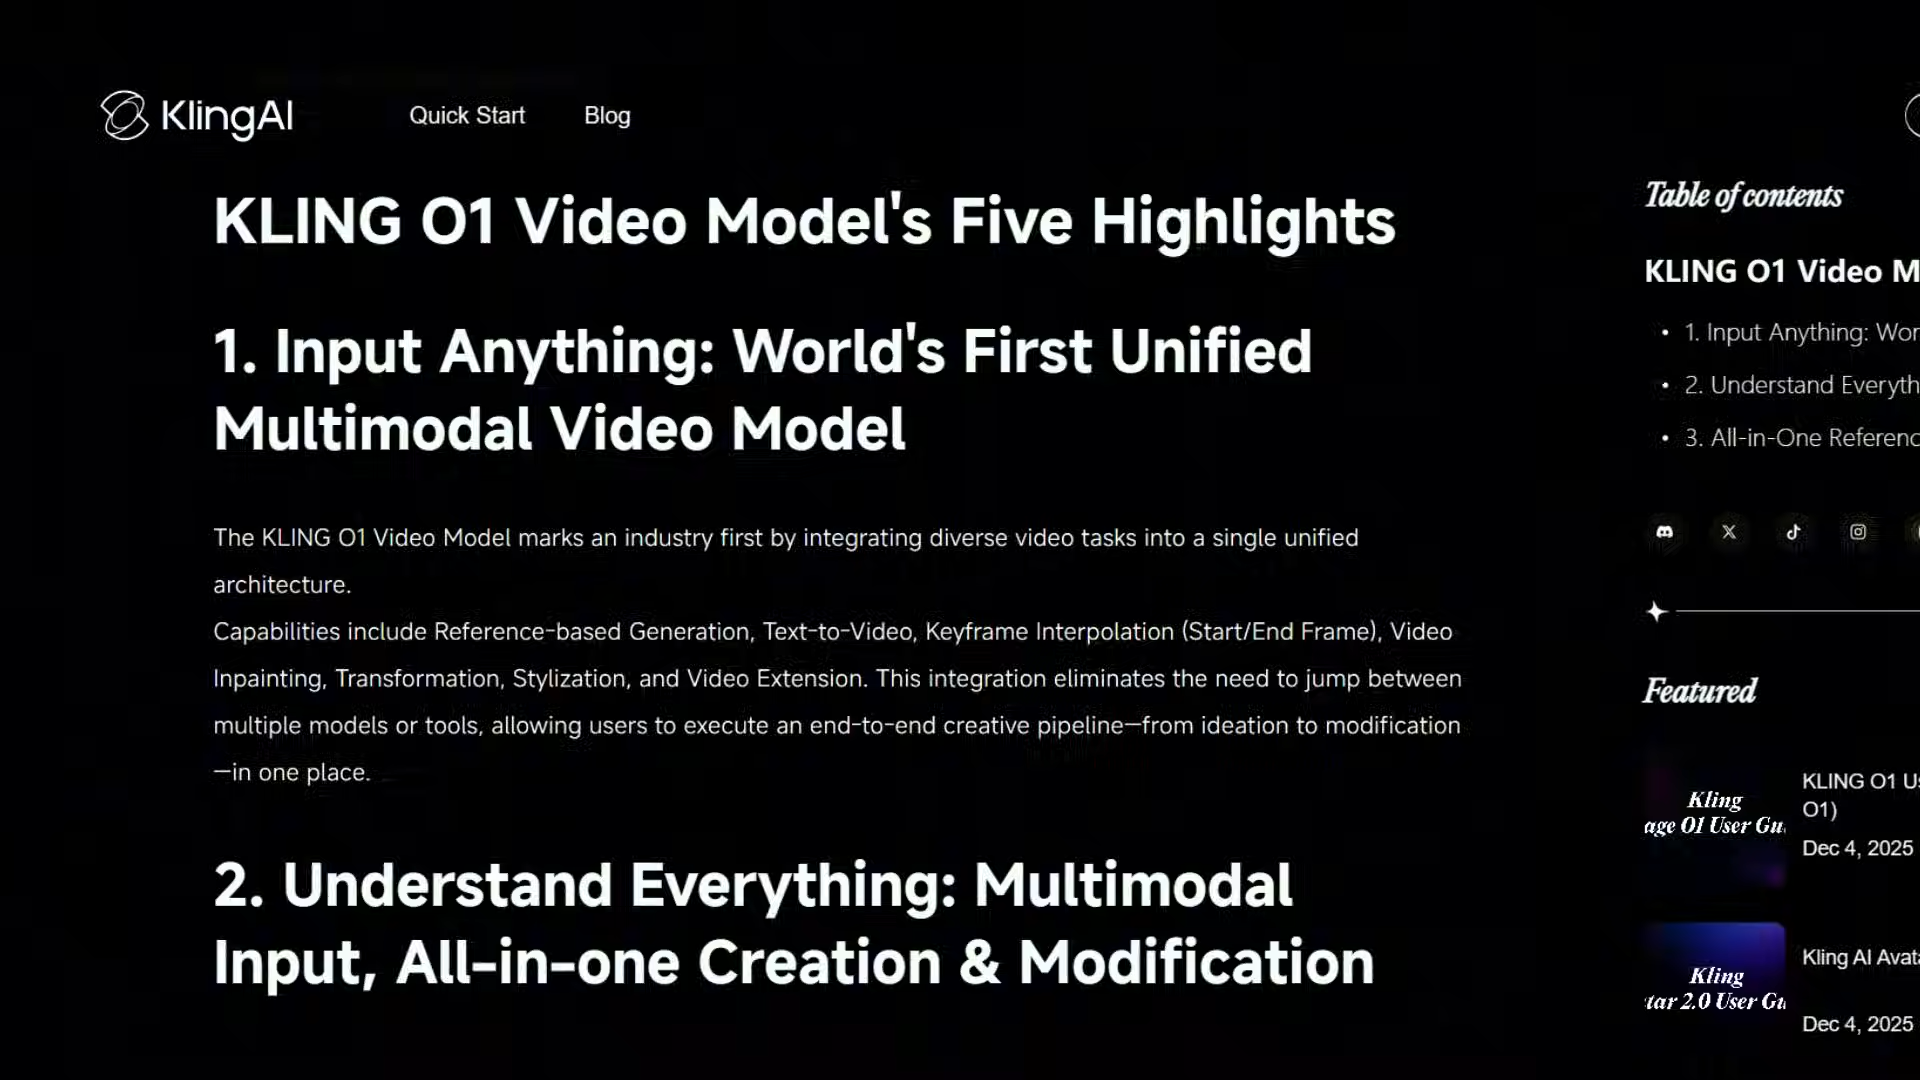 KlingAI
Quick Start
Blog
KLING O1 Video Model's Five Highlights
1. Input Anything: World's First Unified
Multimodal Video Model
The KLING O1 Video Model marks an industry first by integrating diverse video tasks into a single unified
architecture.
Capabilities include Reference-based Generation, Text-to-Video, Keyframe Interpolation (Start/End Frame), Video
Inpainting, Transformation, Stylization, and Video Extension. This integration eliminates the need to jump between
multiple models or tools, allowing users to execute an end-to-end creative pipeline—from ideation to modification
—in one place.
2. Understand Everything: Multimodal
Input, All-in-one Creation & Modification
Table of contents
KLING O1 Video M
• 1. Input Anything: Wor
• 2. Understand Everyth
• 3. All-in-One Referenc
Featured
Kling
age O1 User Gu
KLING O1 Us
O1)
Dec 4, 2025
Kling
tar 2.0 User Gu
Kling AI Avata
Dec 4, 2025